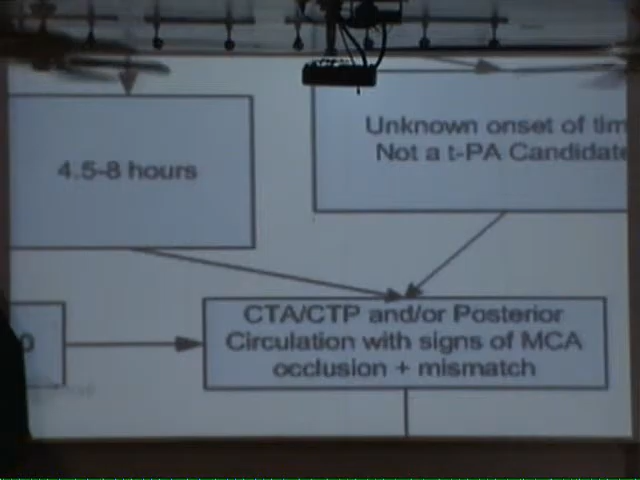 4.5-8 hours
Unknown onset of tim
Not a t-PA Candidate
CTA/CTP and/or Posterior
Circulation with signs of MCA
occlusion + mismatch